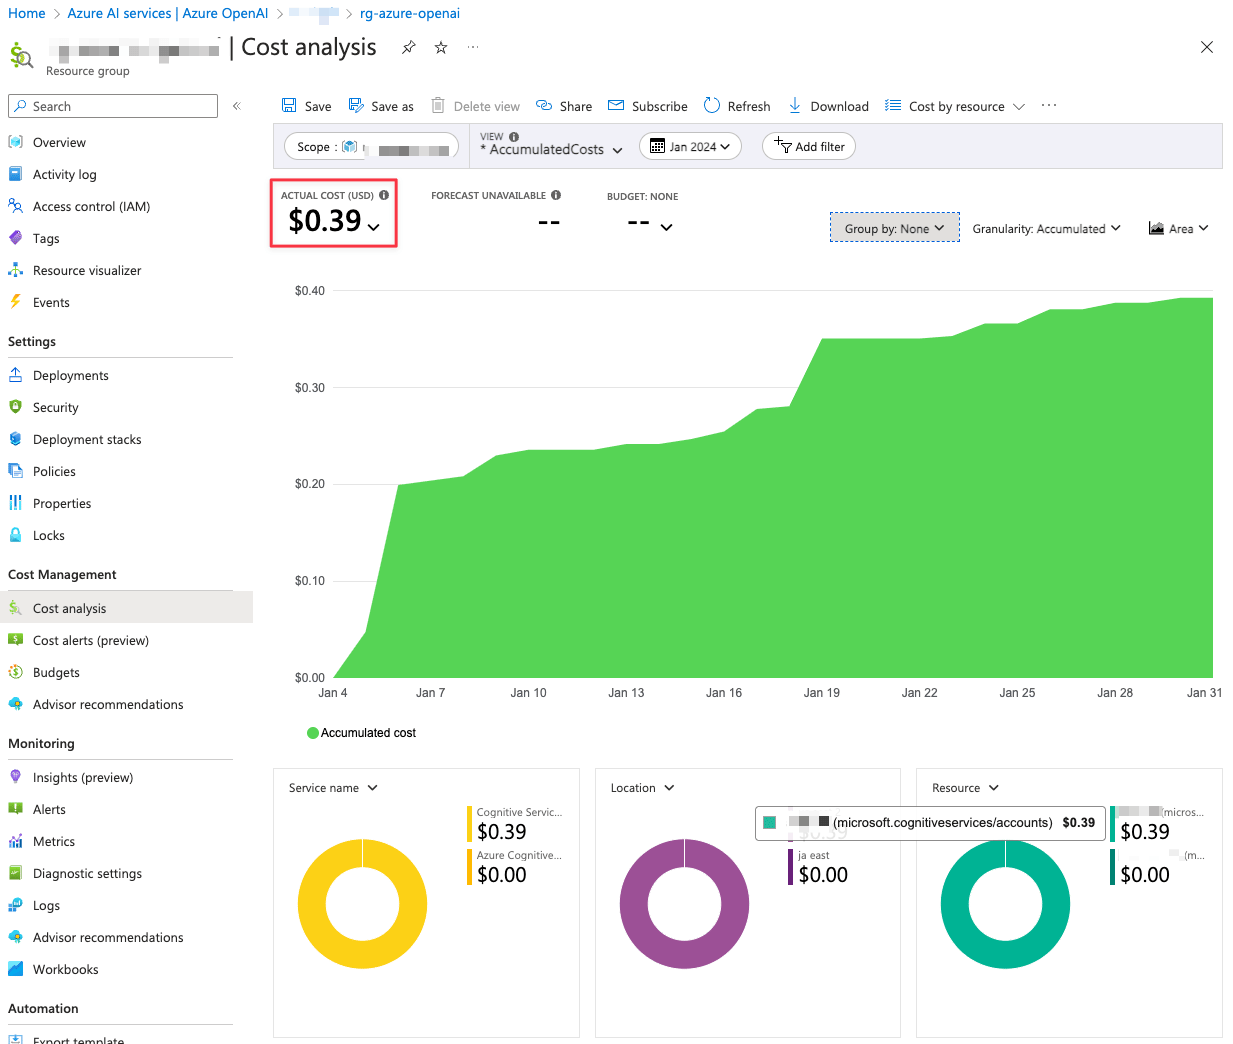 Home > Azure AI services | Azure OpenAI > > rg-azure-openai
| Cost analysis ...
Resource group
Search
Overview
Activity log
Access control (IAM)
Tags
Resource visualizer
Events
Settings
Deployments
Security
Deployment stacks
Policies
Properties
Locks
Cost Management
Cost analysis
Cost alerts (preview)
Budgets
Advisor recommendations
Monitoring
Insights (preview)
Alerts
Metrics
Diagnostic settings
Logs
Advisor recommendations
Workbooks
Automation
Export template
Save Save as Delete view Share Subscribe Refresh Download Cost by resource ...
Scope : VIEW * AccumulatedCosts Jan 2024 Add filter
ACTUAL COST (USD) FORECAST UNAVAILABLE BUDGET: NONE
$0.39 -- --
Group by: None Granularity: Accumulated Area
$0.40
$0.30
$0.20
$0.10
$0.00
Jan 4 Jan 7 Jan 10 Jan 13 Jan 16 Jan 19 Jan 22 Jan 25 Jan 28 Jan 31
Accumulated cost
Service name
Cognitive Servic...
$0.39
Azure Cognitive...
$0.00
Location
$0.39
ja east
$0.00
Resource
(microsoft.cognitiveservices/accounts) $0.39
(micros...
$0.39
(m...
$0.00